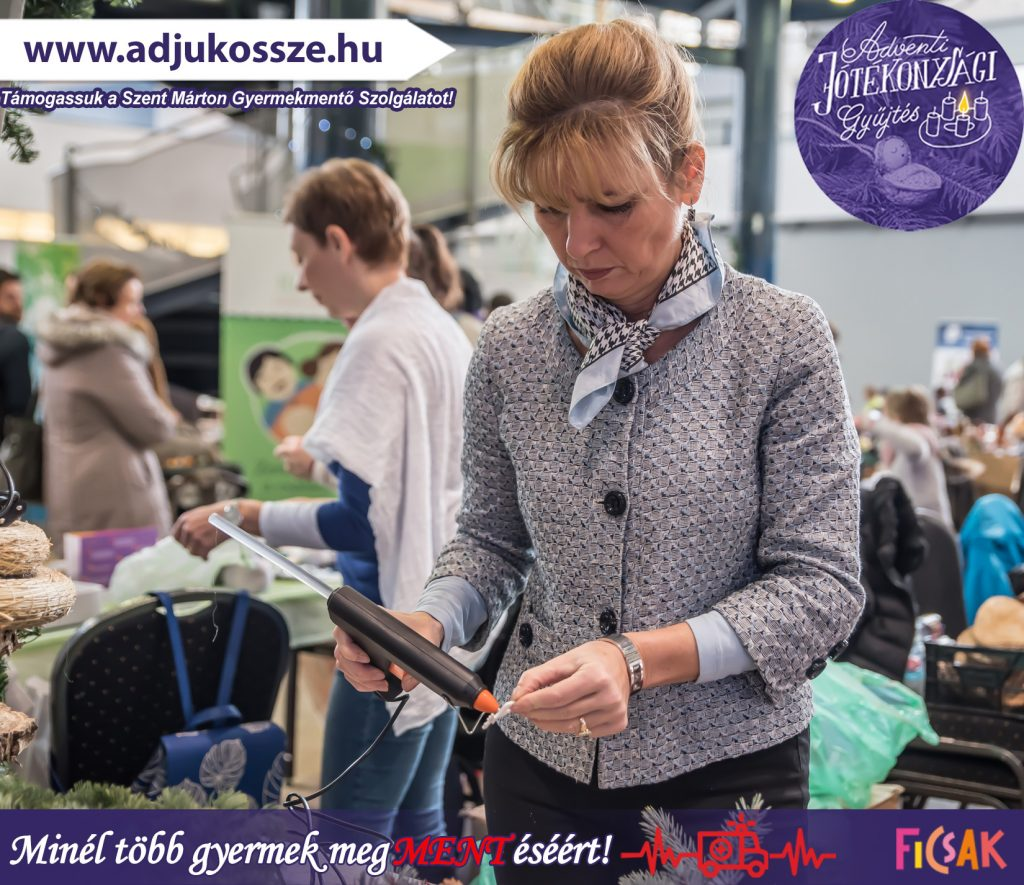 www.adjukossze.hu
Támogassuk a Szent Márton Gyermekmentő Szolgálatot!
Adventi
JÓTÉKONYSÁGI
Gyűjtés
Minél több gyermek megMENTéséért!
FICSAK